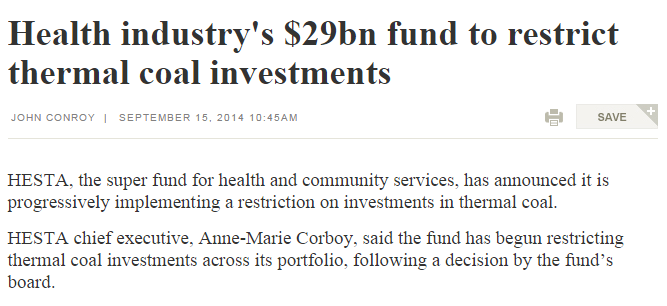 Health industry's $29bn fund to restrict
thermal coal investments
JOHN CONROY | SEPTEMBER 15, 2014 10:45AM
SAVE
HESTA, the super fund for health and community services, has announced it is
progressively implementing a restriction on investments in thermal coal.
HESTA chief executive, Anne-Marie Corboy, said the fund has begun restricting
thermal coal investments across its portfolio, following a decision by the fund’s
board.